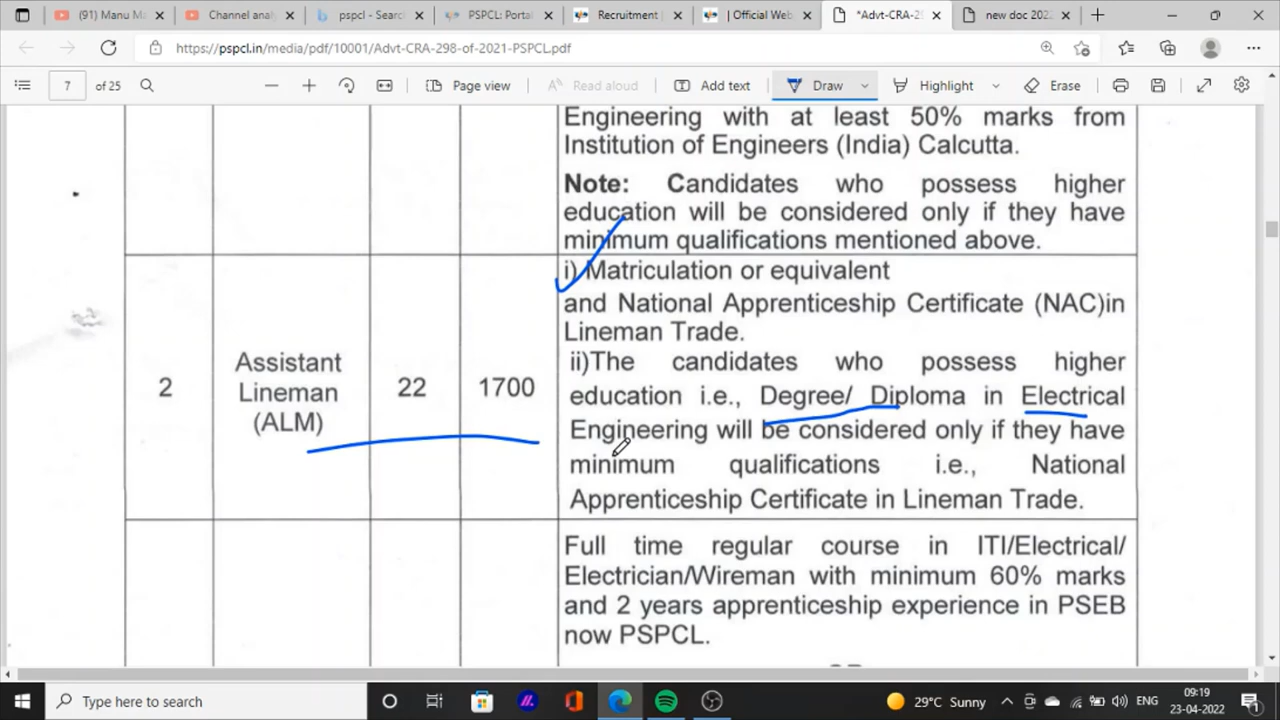 (91) Manu M
Channel ana
pspcl - Sear
PSPCL: Porta
Recruitment
| Official Web
*Advt-CRA-29
new doc 202
https://pspcl.in/media/pdf/10001/Advt-CRA-298-of-2021-PSPCL.pdf
7 of 25
Page view
Read aloud
Add text
Draw
Highlight
Erase
Engineering with at least 50% marks from
Institution of Engineers (India) Calcutta.
Note: Candidates who possess higher
education will be considered only if they have
minimum qualifications mentioned above.
i) Matriculation or equivalent
and National Apprenticeship Certificate (NAC)in
Lineman Trade.
ii)The candidates who possess higher
education i.e., Degree/ Diploma in Electrical
Engineering will be considered only if they have
minimum qualifications i.e., National
Apprenticeship Certificate in Lineman Trade.
2
Assistant
Lineman
(ALM)
22
1700
Full time regular course in ITI/Electrical/
Electrician/Wireman with minimum 60% marks
and 2 years apprenticeship experience in PSEB
now PSPCL.
Type here to search
29°C Sunny
ENG
09:19
23-04-2022